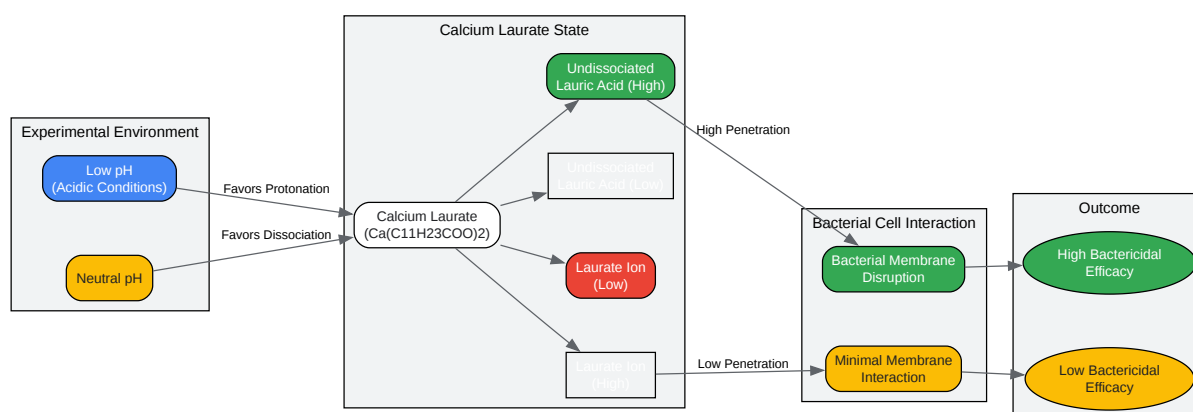 Experimental Environment
Low pH
(Acidic Conditions)
Neutral pH
Favors Protonation
Favors Dissociation
Calcium Laurate State
Calcium Laurate
(Ca(C11H23COO)2)
Undissociated
Lauric Acid (High)
Undissociated
Lauric Acid (Low)
Laurate Ion
(Low)
Laurate Ion
(High)
High Penetration
Low Penetration
Bacterial Cell Interaction
Bacterial Membrane
Disruption
Minimal Membrane
Interaction
Outcome
High Bactericidal
Efficacy
Low Bactericidal
Efficacy